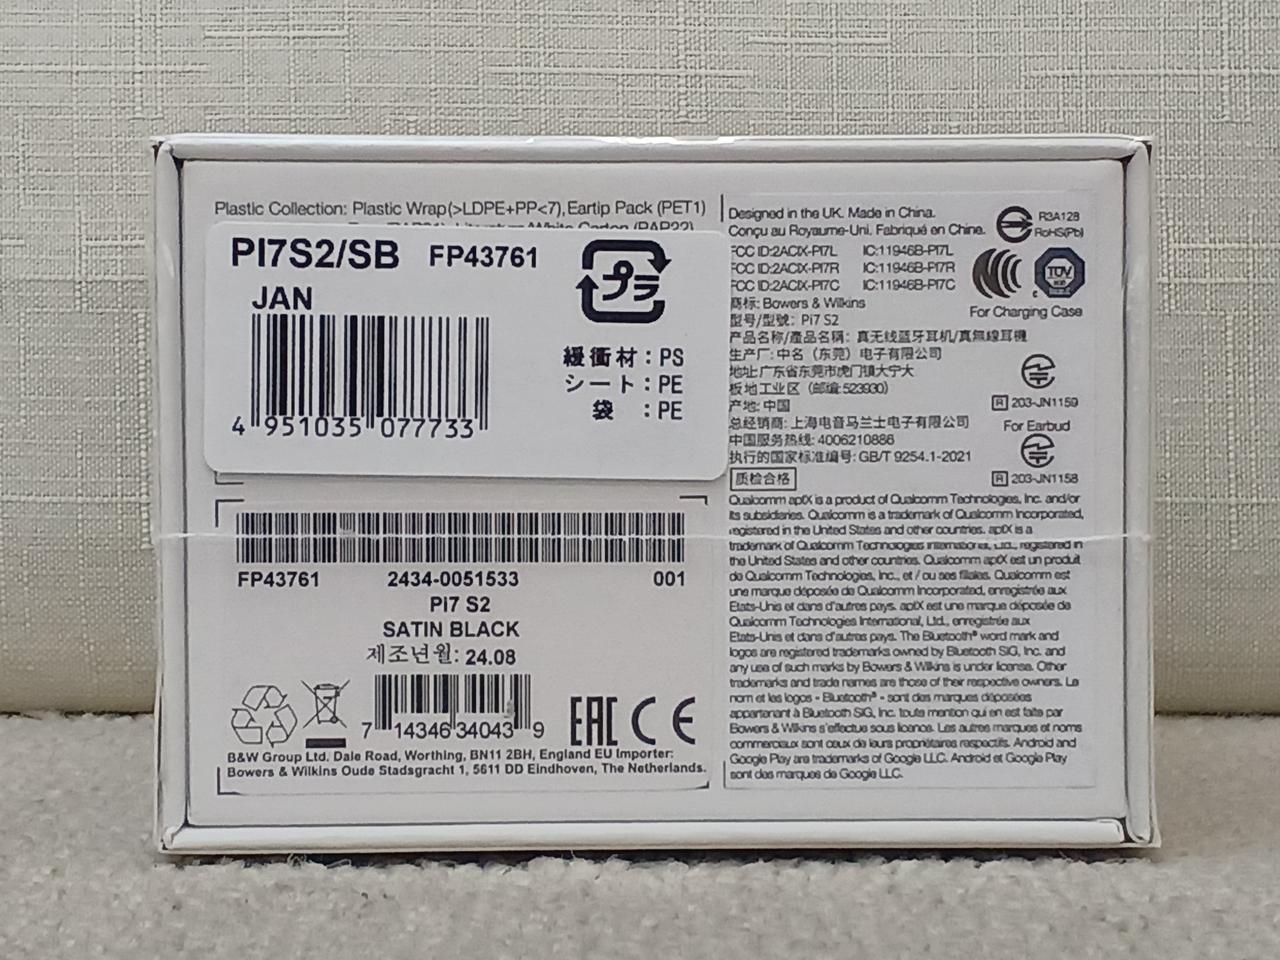 Plastic Collection: Plastic Wrap(>LDPE+PP<7), Eartip Pack (PET1)
White Carton (PAP22)
PI7S2/SB FP43761
プラ
JAN
4 951035 077733
緩衝材：PS
シート：PE
袋　：PE
FP43761 2434-0051533 001
Pi7 S2
SATIN BLACK
제조년월: 24.08
7 14346 34043 9
EAC CE
B&W Group Ltd. Dale Road, Worthing, BN11 2BH, England EU Importer:
Bowers & Wilkins Oude Stadsgracht 1, 5611 DD Eindhoven, The Netherlands.
Designed in the UK. Made in China.
Conçu au Royaume-Uni. Fabriqué en Chine.
R3A128
RoHS(Pb)
FCC ID:2ACIX-PI7L IC:11946B-PI7L
FCC ID:2ACIX-PI7R IC:11946B-PI7R
FCC ID:2ACIX-PI7C IC:11946B-PI7C
TÜV
For Charging Case
商标: Bowers & Wilkins
型号/型號: Pi7 S2
产品名称/產品名稱: 真无线蓝牙耳机/真無線耳機
生产厂: 中名（东莞）电子有限公司
地址:广东省东莞市虎门镇大宁大
板地工业区（邮编:523930)
产地: 中国
总经销商: 上海电音马兰士电子有限公司
中国服务热线: 4006210886
执行的国家标准编号: GB/T 9254.1-2021
质检合格
R 203-JN1159
For Earbud
R 203-JN1158
Qualcomm aptX is a product of Qualcomm Technologies, Inc. and/or
its subsidiaries. Qualcomm is a trademark of Qualcomm Incorporated,
registered in the United States and other countries. aptX is a
trademark of Qualcomm Technologies International, Ltd., registered in
the United States and other countries. Qualcomm aptX est un produit
de Qualcomm Technologies, Inc., et / ou ses filiales. Qualcomm est
une marque déposée de Qualcomm Incorporated, enregistrée aux
Etats-Unis et dans d'autres pays. aptX est une marque déposée de
Qualcomm Technologies International, Ltd., enregistrée aux
Etats-Unis et dans d'autres pays. The Bluetooth® word mark and
logos are registered trademarks owned by Bluetooth SIG, Inc. and
any use of such marks by Bowers & Wilkins is under license. Other
trademarks and trade names are those of their respective owners. Le
nom et les logos « Bluetooth® » sont des marques déposées
appartenant à Bluetooth SIG, Inc. toute mention qui en est faite par
Bowers & Wilkins s'effectue sous licence. Les autres marques et noms
commerciaux sont ceux de leurs propriétaires respectifs. Android and
Google Play are trademarks of Google LLC. Android et Google Play
sont des marques de Google LLC.